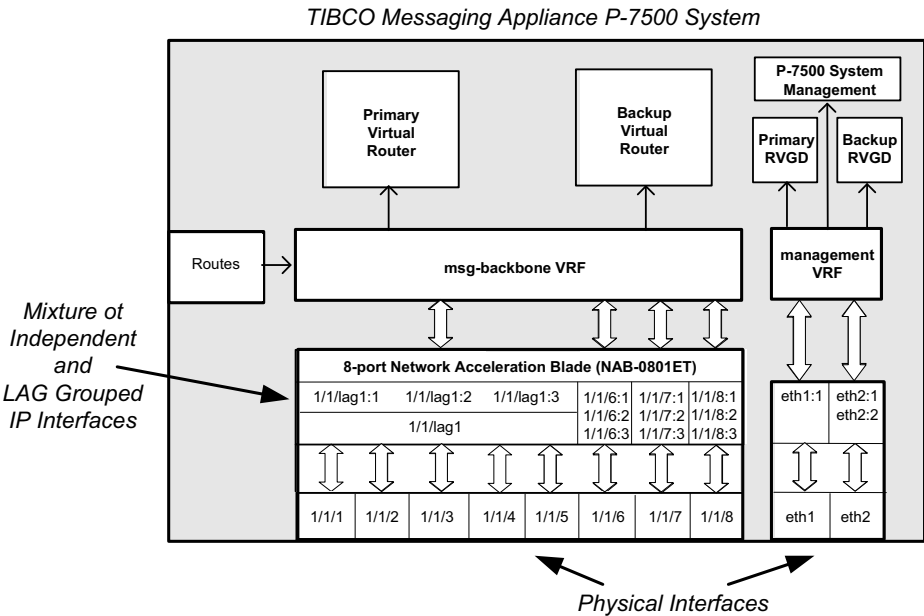 TIBCO Messaging Appliance P-7500 System
P-7500 System
Management
Primary
Virtual
Router
Backup
Virtual
Router
Primary
RVGD
Backup
RVGD
Routes
msg-backbone VRF
management
VRF
Mixture of
Independent
and
LAG Grouped
IP Interfaces
8-port Network Acceleration Blade (NAB-0801ET)
1/1/lag1:1 1/1/lag1:2 1/1/lag1:3
1/1/lag1
1/1/6:1
1/1/6:2
1/1/6:3
1/1/7:1
1/1/7:2
1/1/7:3
1/1/8:1
1/1/8:2
1/1/8:3
eth1:1
eth2:1
eth2:2
1/1/1 1/1/2 1/1/3 1/1/4 1/1/5 1/1/6 1/1/7 1/1/8
eth1 eth2
Physical Interfaces